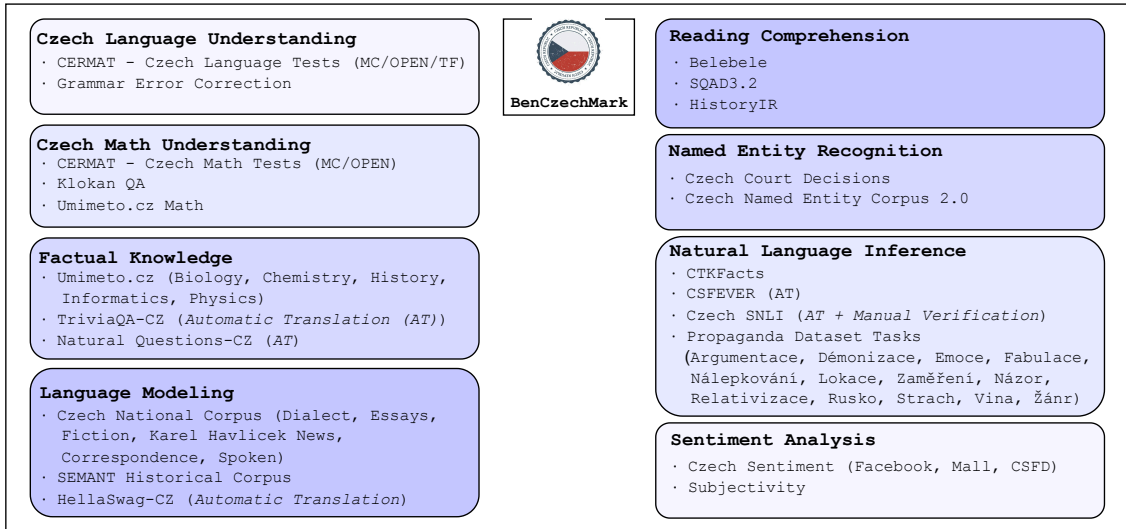 Czech Language Understanding
· CERMAT - Czech Language Tests (MC/OPEN/TF)
· Grammar Error Correction
Czech Math Understanding
· CERMAT - Czech Math Tests (MC/OPEN)
· Klokan QA
· Umimeto.cz Math
Factual Knowledge
· Umimeto.cz (Biology, Chemistry, History,
Informatics, Physics)
· TriviaQA-CZ (Automatic Translation (AT))
· Natural Questions-CZ (AT)
Language Modeling
· Czech National Corpus (Dialect, Essays,
Fiction, Karel Havlicek News,
Correspondence, Spoken)
· SEMANT Historical Corpus
· HellaSwag-CZ (Automatic Translation)
CZECH REPUBLIC
BenCzechMark
Reading Comprehension
· Belebele
· SQAD3.2
· HistoryIR
Named Entity Recognition
· Czech Court Decisions
· Czech Named Entity Corpus 2.0
Natural Language Inference
· CTKFacts
· CSFEVER (AT)
· Czech SNLI (AT + Manual Verification)
· Propaganda Dataset Tasks
(Argumentace, Démonizace, Emoce, Fabulace,
Nálepkování, Lokace, Zaměření, Názor,
Relativizace, Rusko, Strach, Vina, Žánr)
Sentiment Analysis
· Czech Sentiment (Facebook, Mall, CSFD)
· Subjectivity